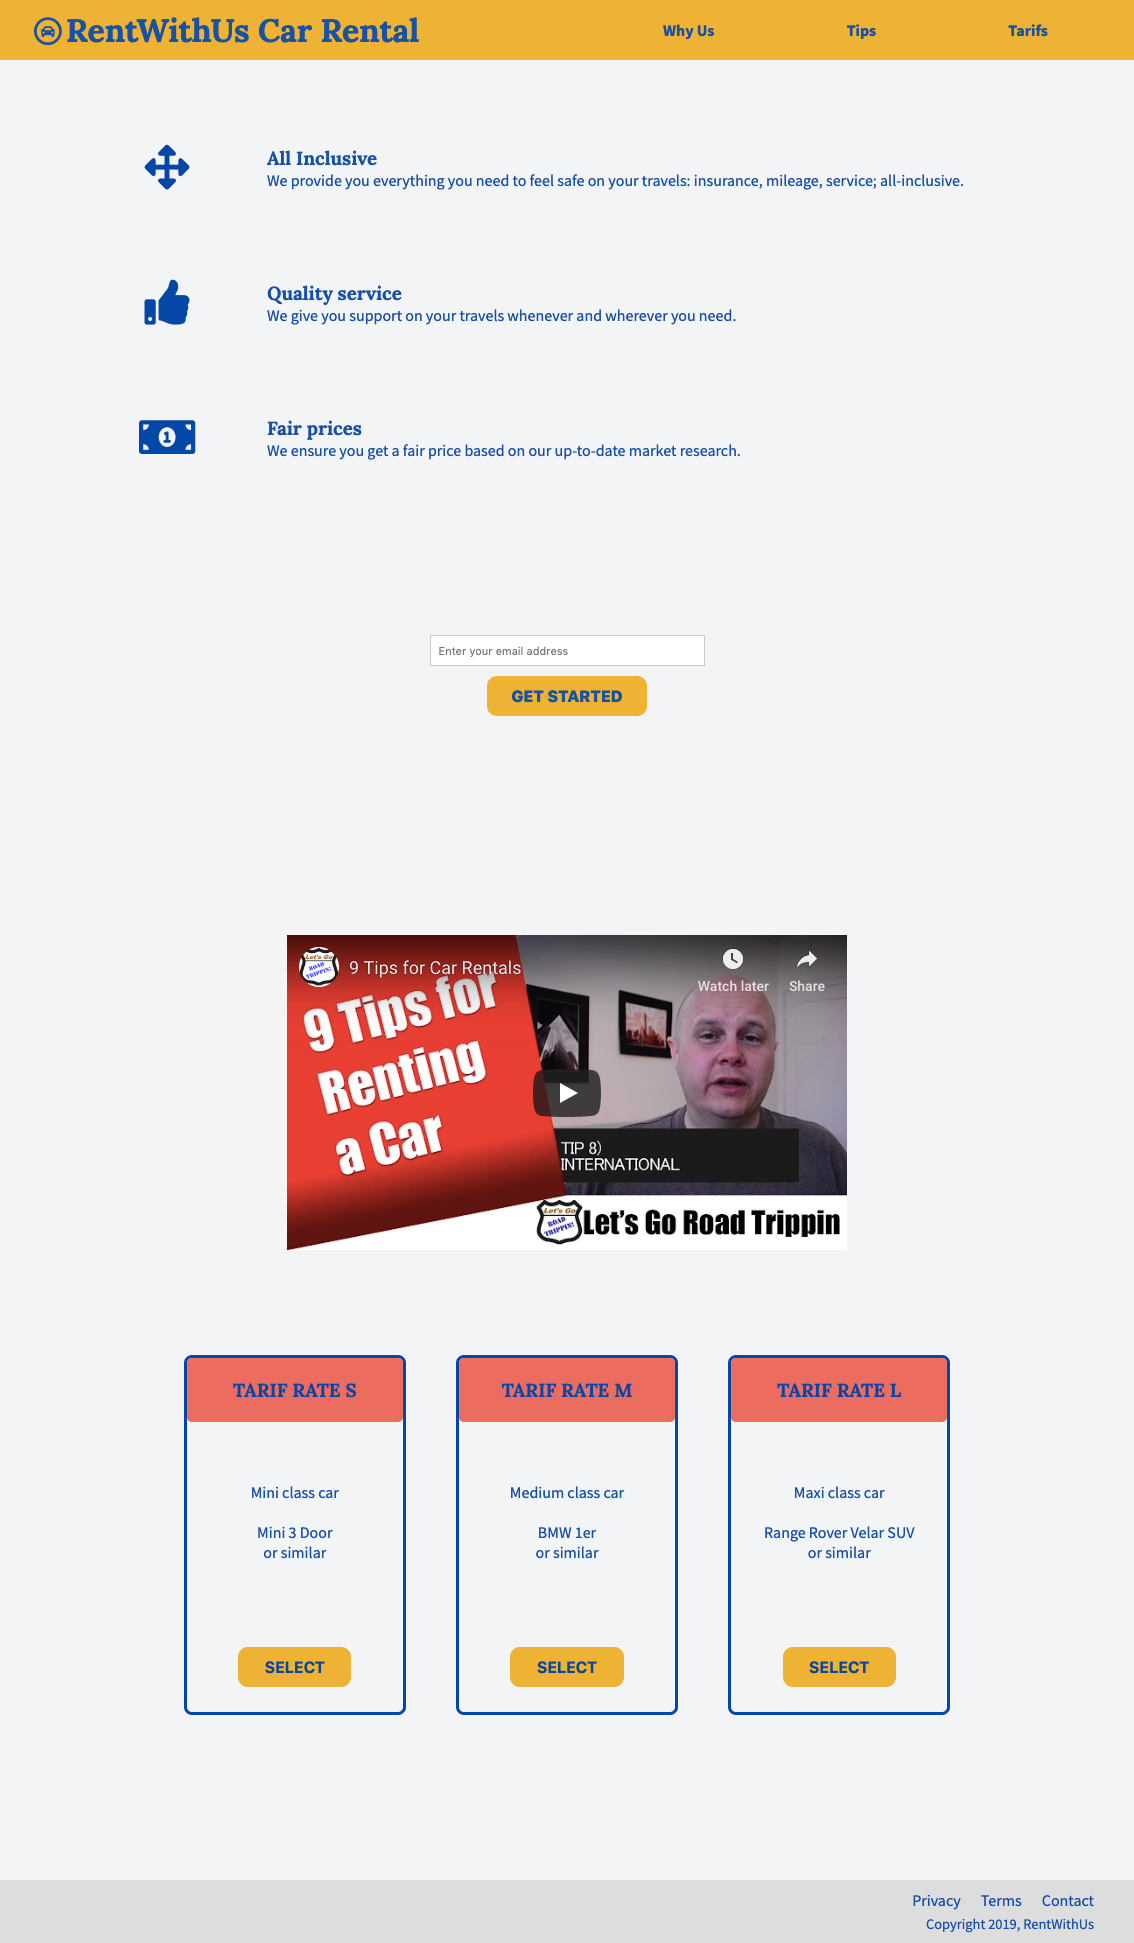 RentWithUs Car Rental
Why Us
Tips
Tarifs
All Inclusive
We provide you everything you need to feel safe on your travels: insurance, mileage, service; all-inclusive.
Quality service
We give you support on your travels whenever and wherever you need.
1
Fair prices
We ensure you get a fair price based on our up-to-date market research.
Enter your email address
GET STARTED
Let's Go
ROAD
TRIPPIN!
9 Tips for Car Rentals
Watch later
Share
9 Tips for
Renting
a Car
TIP 8)
INTERNATIONAL
Let's Go
ROAD
TRIPPIN!
Let's Go Road Trippin
TARIF RATE S
Mini class car
Mini 3 Door
or similar
SELECT
TARIF RATE M
Medium class car
BMW 1er
or similar
SELECT
TARIF RATE L
Maxi class car
Range Rover Velar SUV
or similar
SELECT
Privacy
Terms
Contact
Copyright 2019, RentWithUs